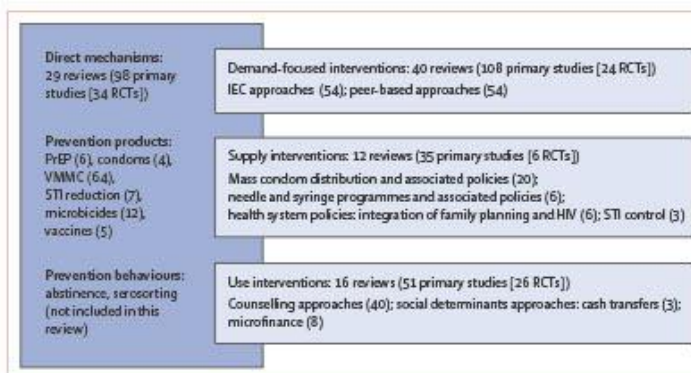 Direct mechanisms:
29 reviews (98 primary
studies [34 RCTs])
Prevention products:
PrEP (6), condoms (4),
VMMC (64),
STI reduction (7),
microbicides (12),
vaccines (5)
Prevention behaviours:
abstinence, serosorting
(not included in this
review)
Demand-focused interventions: 40 reviews (108 primary studies [24 RCTs])
IEC approaches (54); peer-based approaches (54)
Supply interventions: 12 reviews (35 primary studies [6 RCTs])
Mass condom distribution and associated policies (20);
needle and syringe programmes and associated policies (6);
health system policies: integration of family planning and HIV (6); STI control (3)
Use interventions: 16 reviews (51 primary studies [26 RCTs])
Counselling approaches (40); social determinants approaches: cash transfers (3);
microfinance (8)